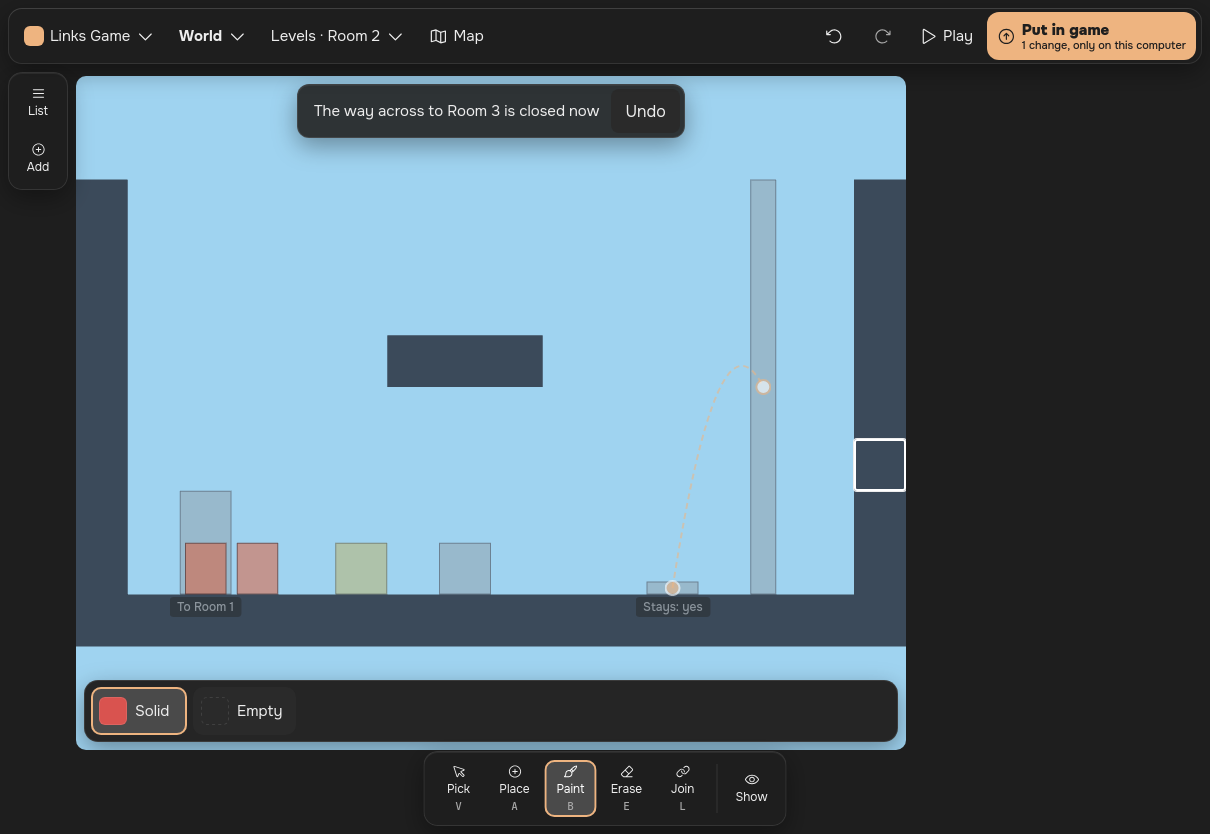 Links Game
World
Levels · Room 2
Map
Play
Put in game
1 change, only on this computer
List
Add
The way across to Room 3 is closed now
Undo
To Room 1
Stays: yes
Solid
Empty
Pick
V
Place
A
Paint
B
Erase
E
Join
L
Show